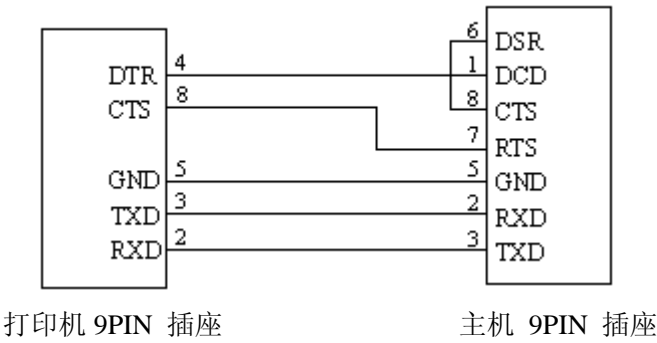 6 DSR
DTR 4 1 DCD
CTS 8 8 CTS
7 RTS
GND 5 5 GND
TXD 3 2 RXD
RXD 2 3 TXD
打印机 9PIN 插座 主机 9PIN 插座